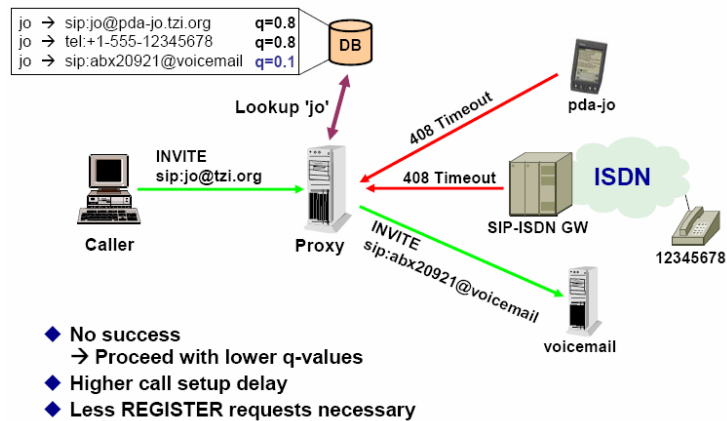 jo → sip:jo@pda-jo.tzi.org q=0.8
jo → tel:+1-555-12345678 q=0.8
jo → sip:abx20921@voicemail q=0.1
DB
Lookup 'jo'
pda-jo
408 Timeout
INVITE
sip:jo@tzi.org
408 Timeout
ISDN
Caller
Proxy
SIP-ISDN GW
12345678
INVITE
sip:abx20921@voicemail
voicemail
◆ No success
→ Proceed with lower q-values
◆ Higher call setup delay
◆ Less REGISTER requests necessary